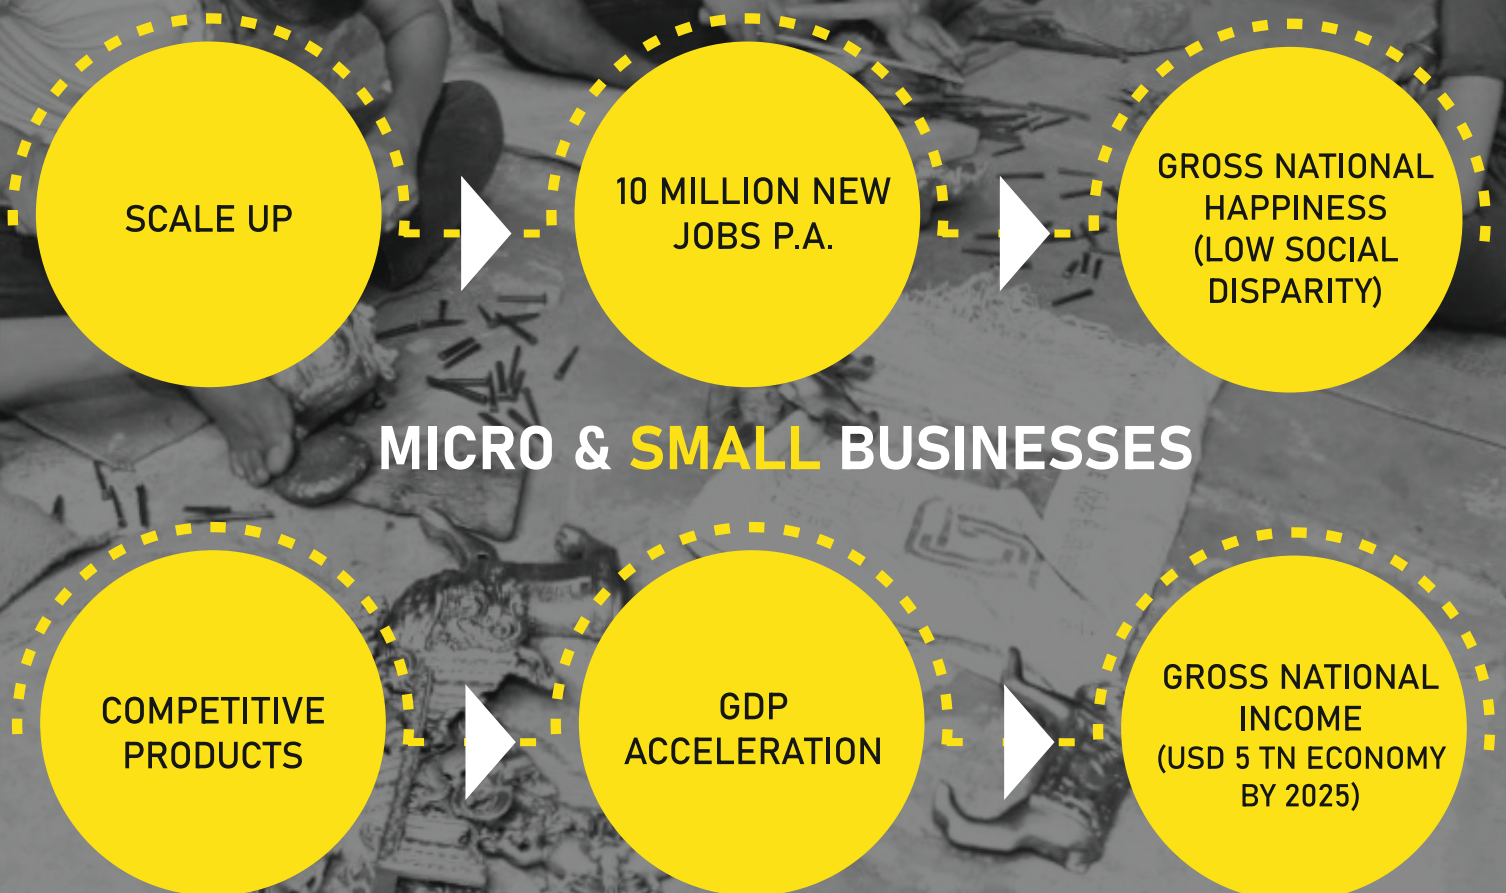 SCALE UP
10 MILLION NEW
JOBS P.A.
GROSS NATIONAL
HAPPINESS
(LOW SOCIAL
DISPARITY)
MICRO & SMALL BUSINESSES
COMPETITIVE
PRODUCTS
GDP
ACCELERATION
GROSS NATIONAL
INCOME
(USD 5 TN ECONOMY
BY 2025)